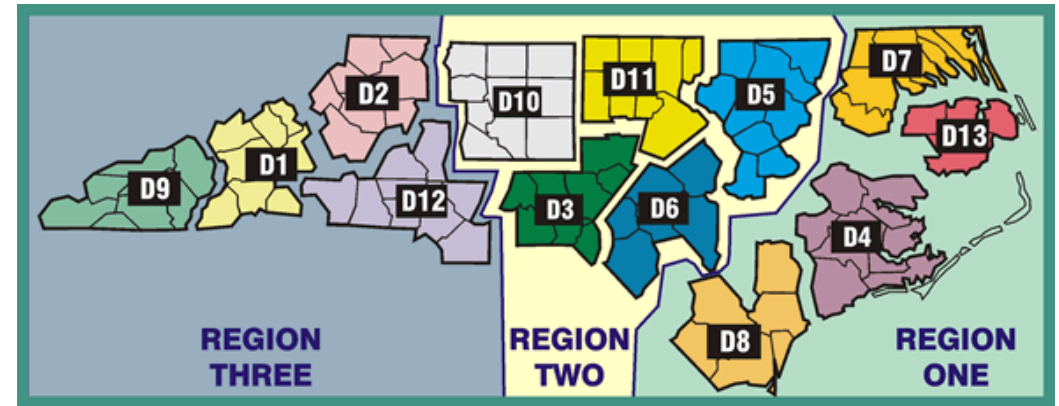 D7
D11
D2
D5
D10
D13
D1
D9
D12
D3
D6
D4
D8
REGION
THREE
REGION
TWO
REGION
ONE